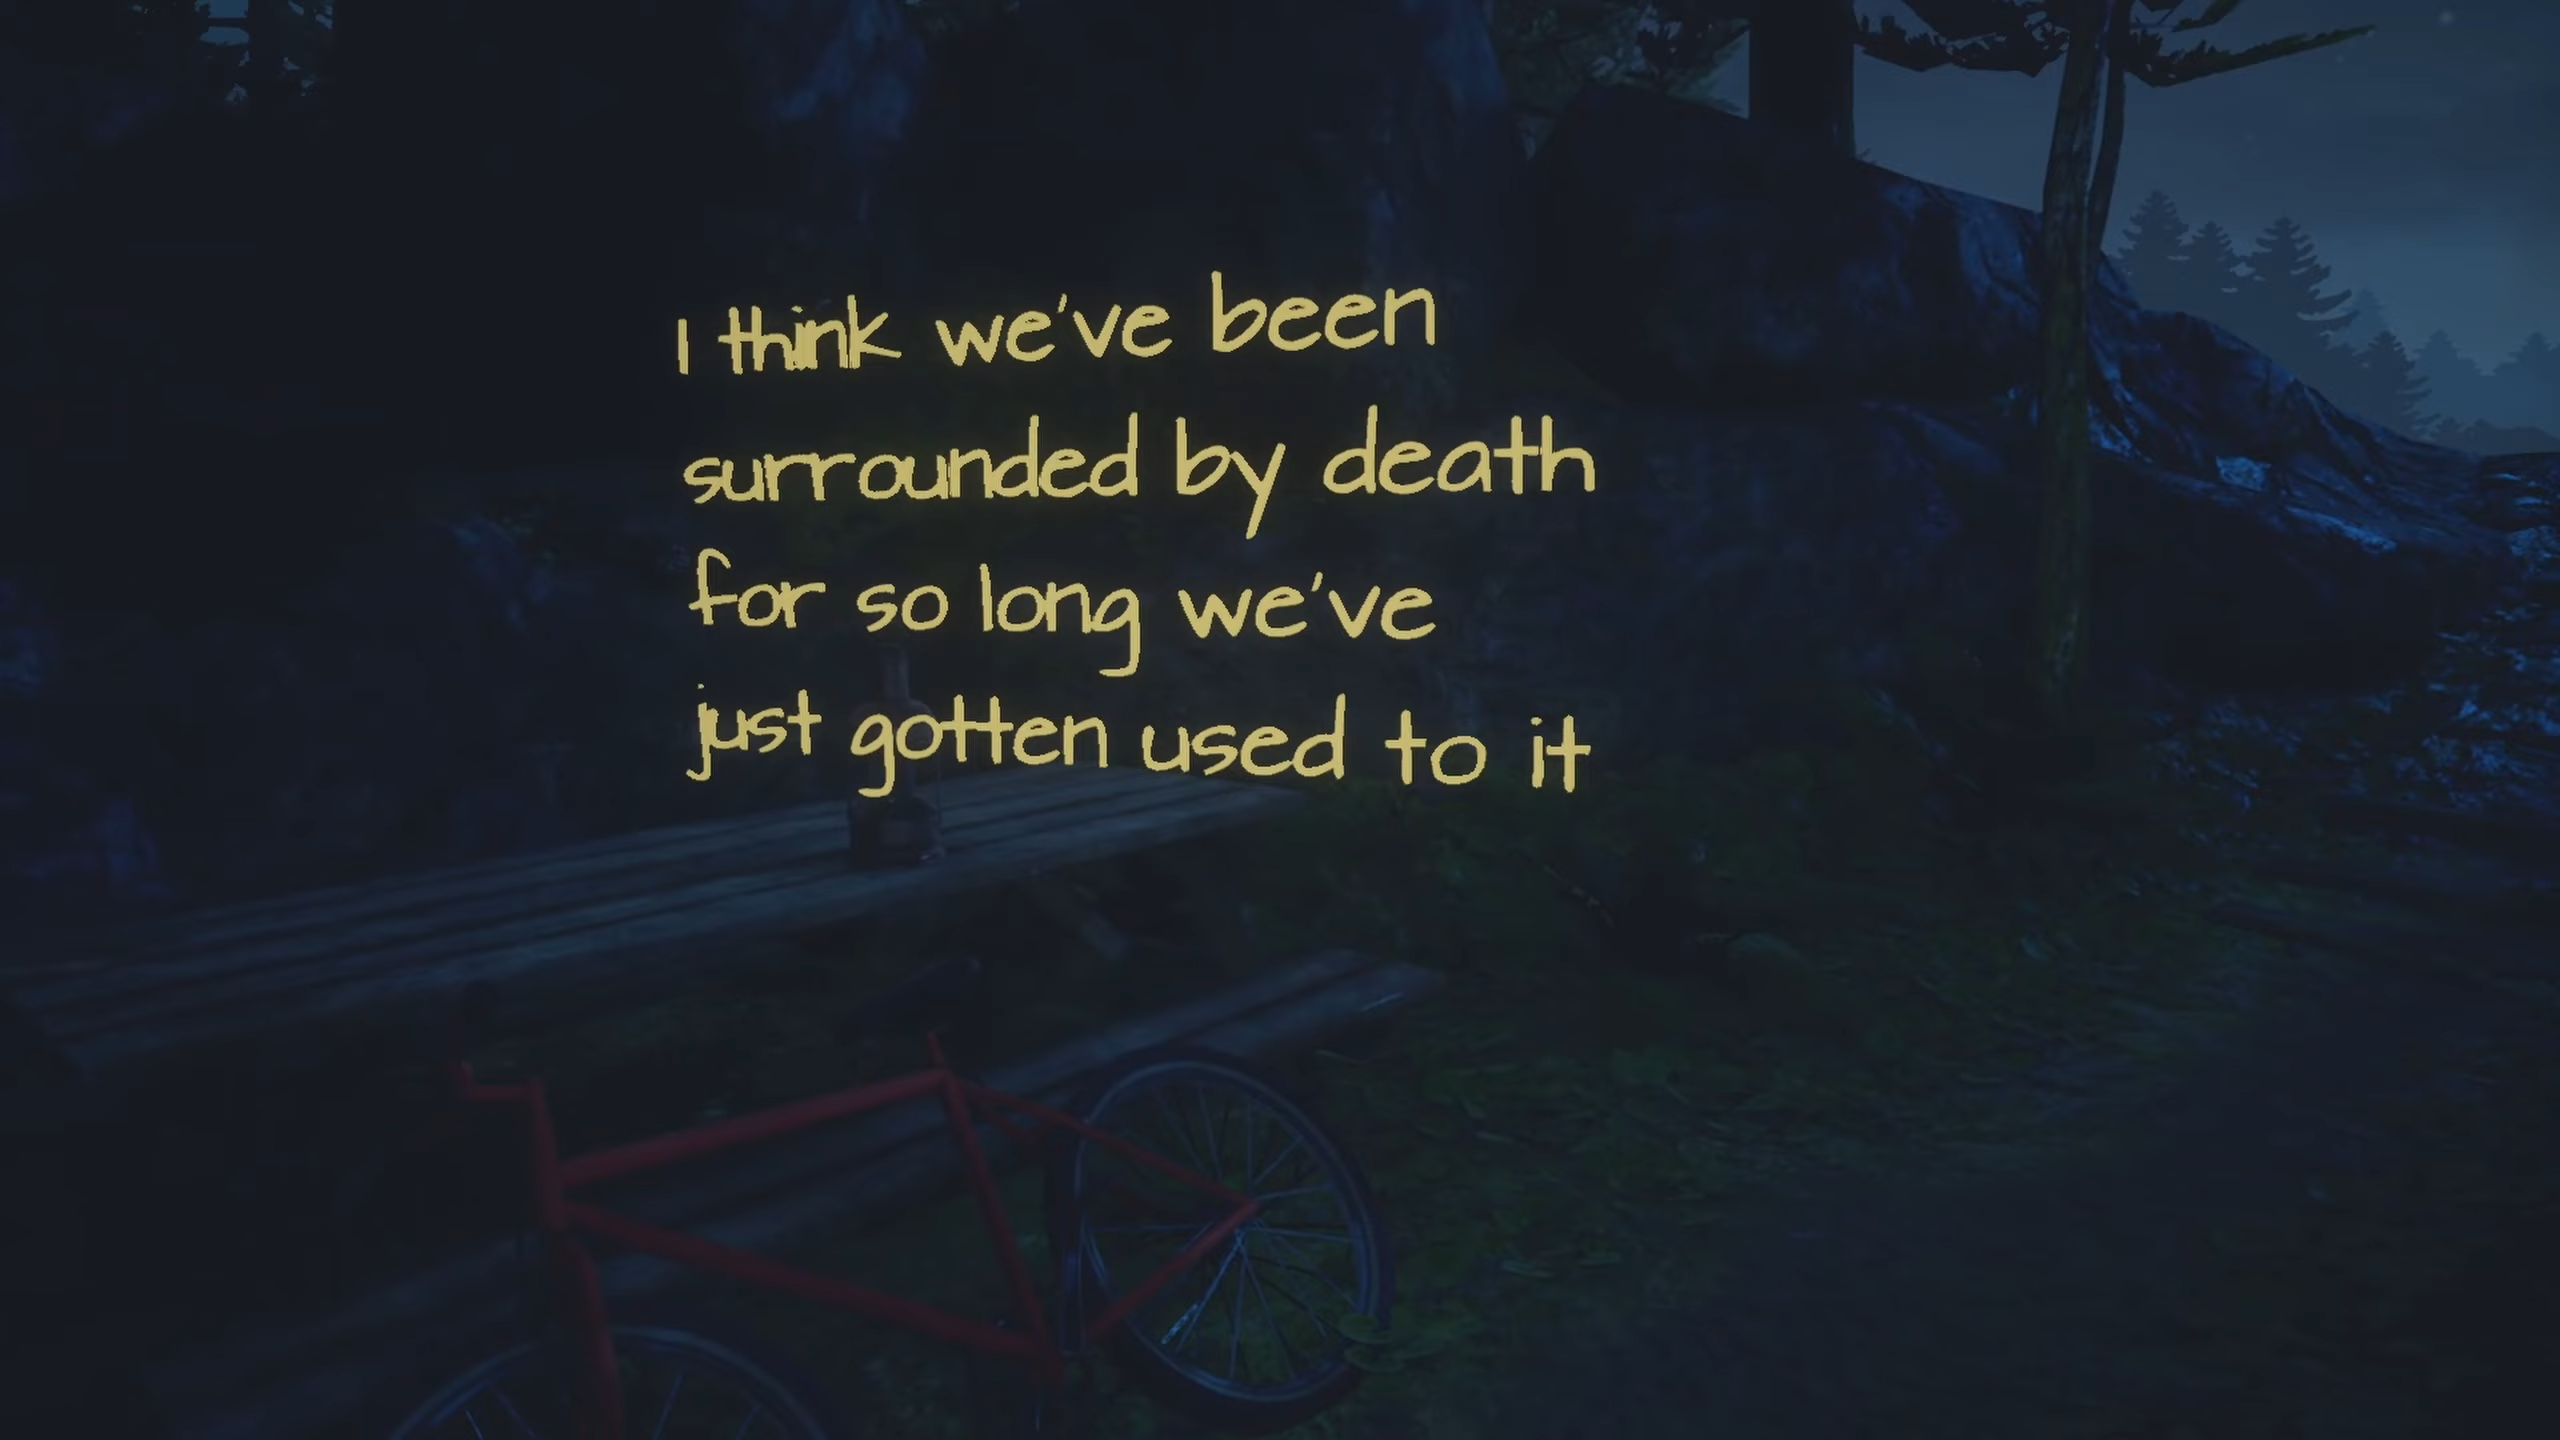 I think we've been
surrounded by death
for so long we've
just gotten used to it